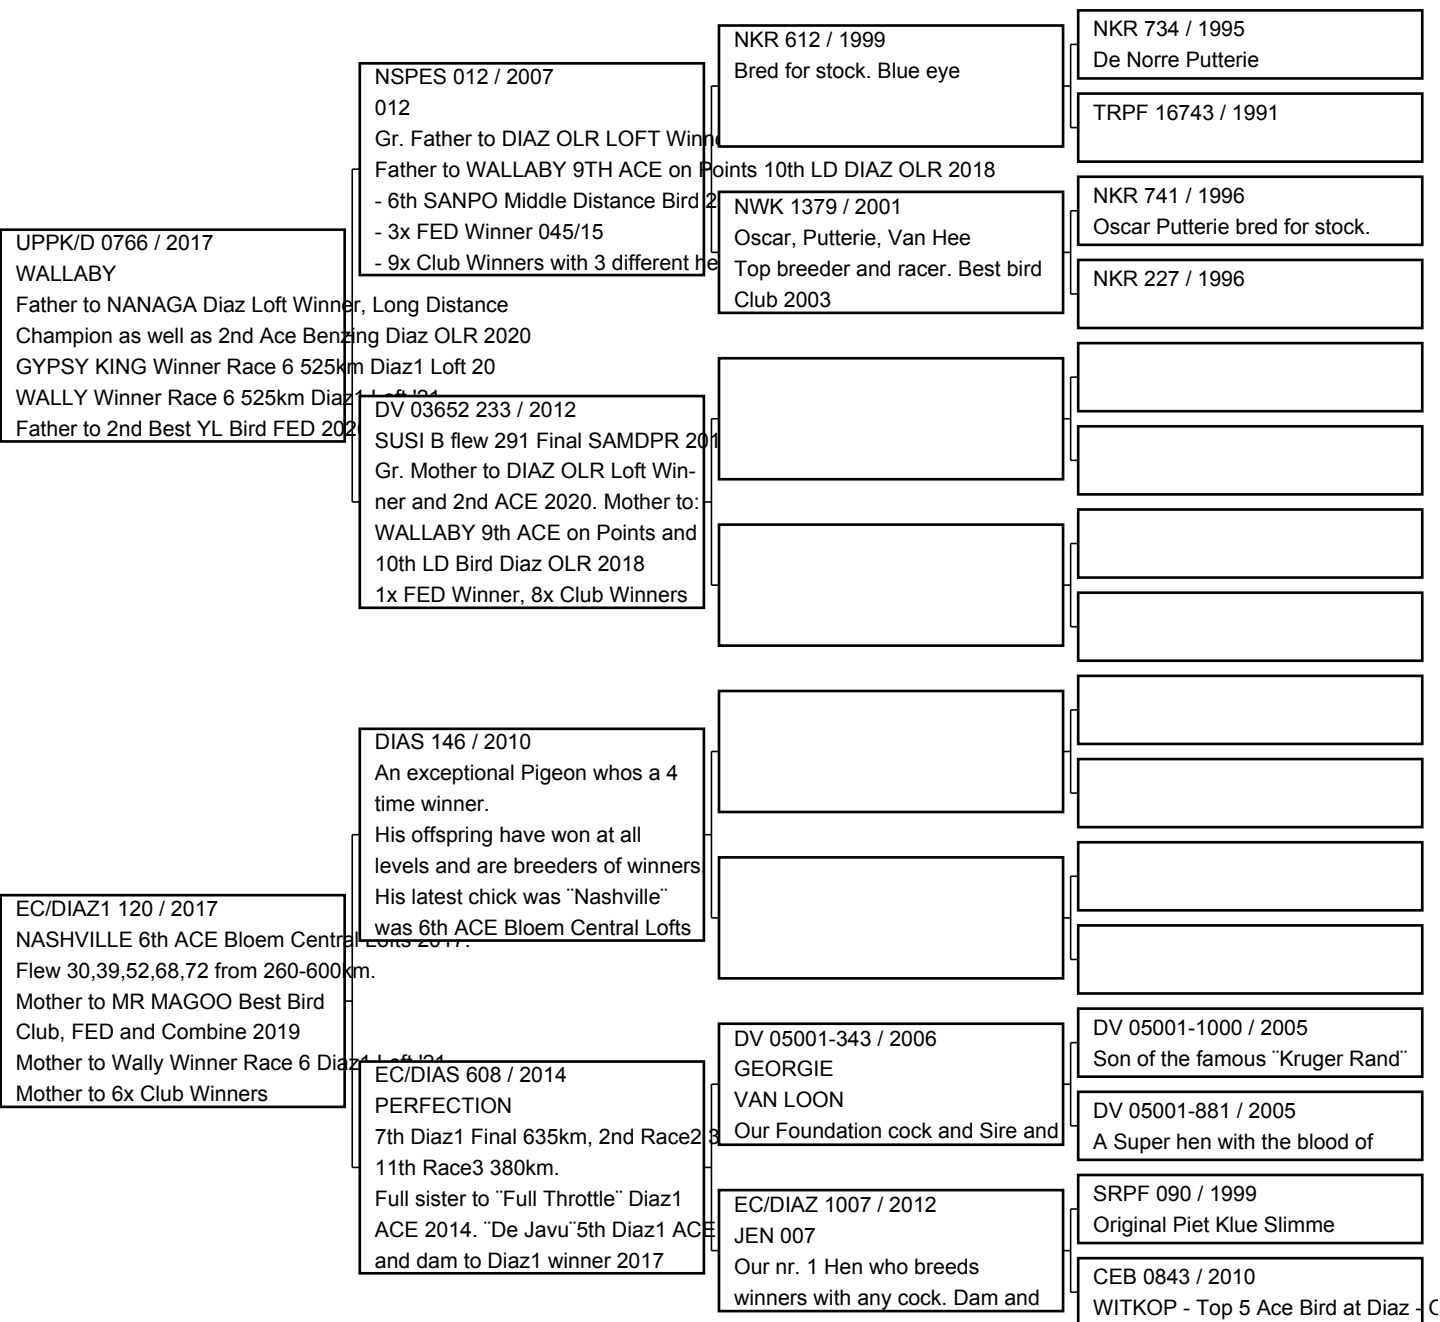 UPPK/D 0766 / 2017
WALLABY
Father to NANAGA Diaz Loft Winner, Long Distance
Champion as well as 2nd Ace Benzing Diaz OLR 2020
GYPSY KING Winner Race 6 525km Diaz1 Loft 20
WALLY Winner Race 6 525km Diaz1 Loft '21
Father to 2nd Best YL Bird FED 202
EC/DIAZ1 120 / 2017
NASHVILLE 6th ACE Bloem Central Lofts 2017.
Flew 30,39,52,68,72 from 260-600km.
Mother to MR MAGOO Best Bird
Club, FED and Combine 2019
Mother to Wally Winner Race 6 Diaz1 Loft '21
Mother to 6x Club Winners
NSPES 012 / 2007
012
Gr. Father to DIAZ OLR LOFT Winne
Father to WALLABY 9TH ACE on Points 10th LD DIAZ OLR 2018
- 6th SANPO Middle Distance Bird 2
- 3x FED Winner 045/15
- 9x Club Winners with 3 different he
DV 03652 233 / 2012
SUSI B flew 291 Final SAMDPR 201
Gr. Mother to DIAZ OLR Loft Win-
ner and 2nd ACE 2020. Mother to:
WALLABY 9th ACE on Points and
10th LD Bird Diaz OLR 2018
1x FED Winner, 8x Club Winners
DIAS 146 / 2010
An exceptional Pigeon whos a 4
time winner.
His offspring have won at all
levels and are breeders of winners.
His latest chick was ¨Nashville¨
was 6th ACE Bloem Central Lofts
EC/DIAS 608 / 2014
PERFECTION
7th Diaz1 Final 635km, 2nd Race2 3
11th Race3 380km.
Full sister to ¨Full Throttle¨ Diaz1
ACE 2014. ¨De Javu¨5th Diaz1 ACE
and dam to Diaz1 winner 2017
NKR 612 / 1999
Bred for stock. Blue eye
NWK 1379 / 2001
Oscar, Putterie, Van Hee
Top breeder and racer. Best bird
Club 2003
DV 05001-343 / 2006
GEORGIE
VAN LOON
Our Foundation cock and Sire and
EC/DIAZ 1007 / 2012
JEN 007
Our nr. 1 Hen who breeds
winners with any cock. Dam and
NKR 734 / 1995
De Norre Putterie
TRPF 16743 / 1991
NKR 741 / 1996
Oscar Putterie bred for stock.
NKR 227 / 1996
DV 05001-1000 / 2005
Son of the famous ¨Kruger Rand¨
DV 05001-881 / 2005
A Super hen with the blood of
SRPF 090 / 1999
Original Piet Klue Slimme
CEB 0843 / 2010
WITKOP - Top 5 Ace Bird at Diaz -